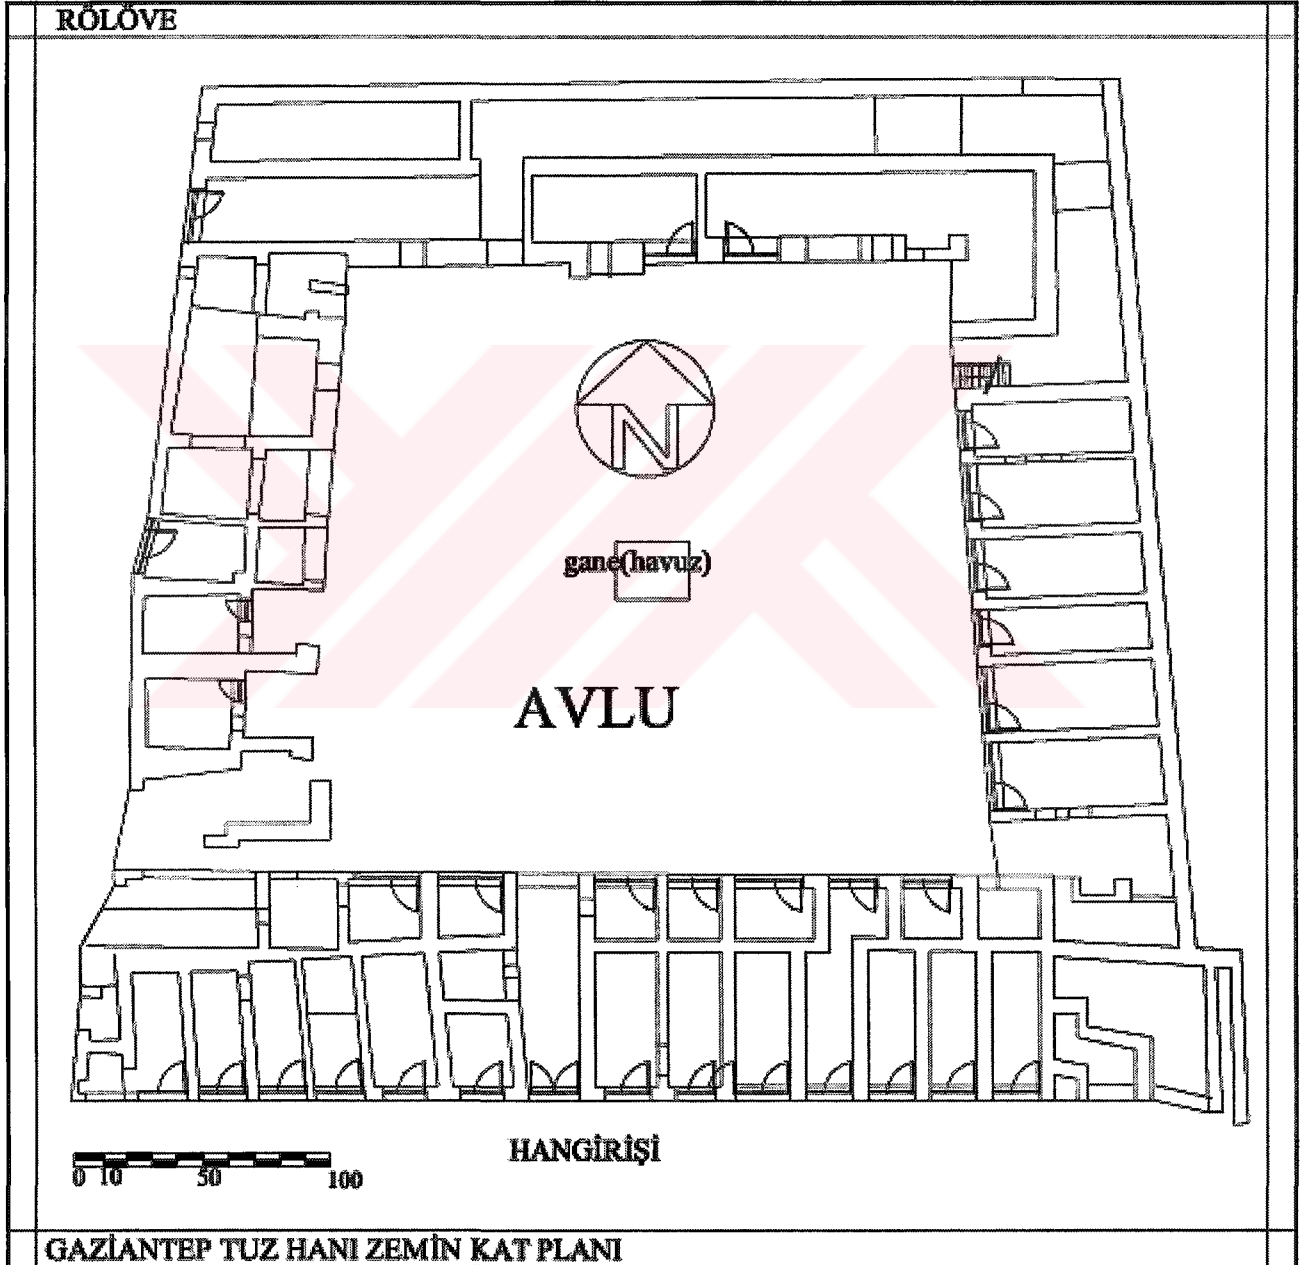 RÖLÖVE
N
gane(havuz)
AVLU
HANGİRİŞİ
0 10 50 100
GAZİANTEP TUZ HANI ZEMİN KAT PLANI